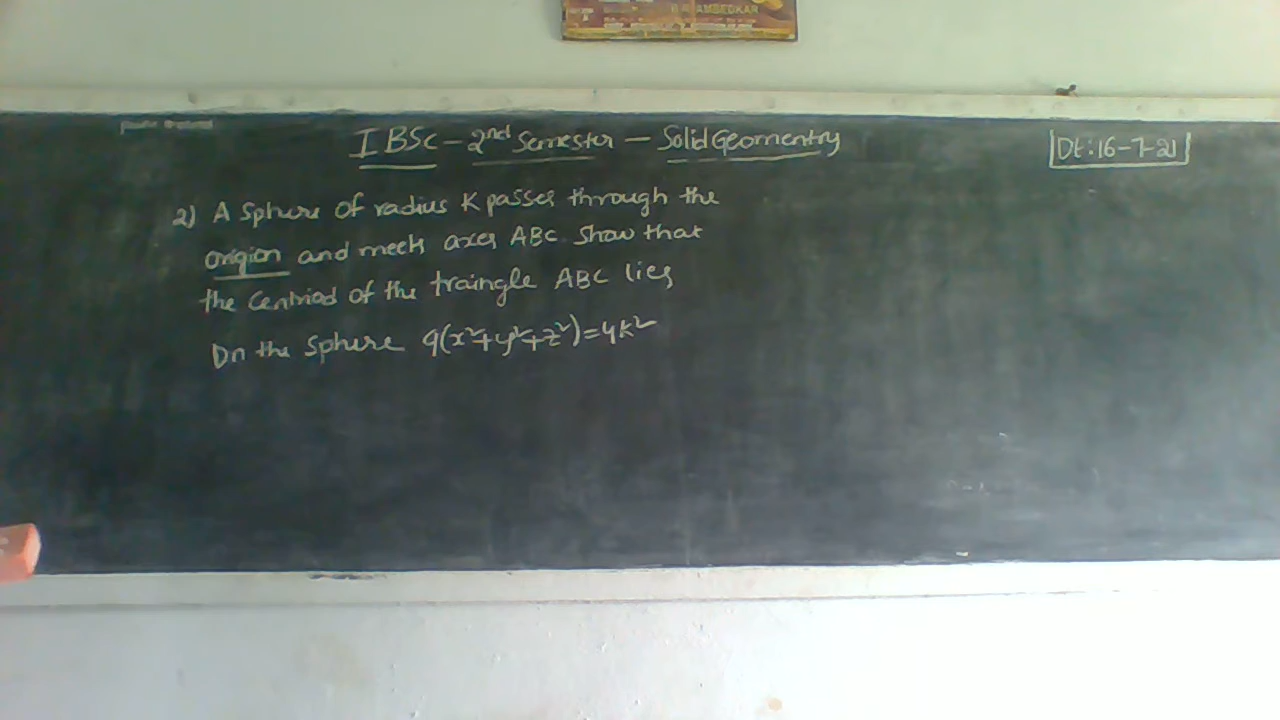 AMBEDKAR
I BSc - 2nd Semester - Solid Geomentry
Dt: 16-7-21
2) A Sphere of radius K passes through the
origion and meets axes ABC. Show that
the Centriod of the traingle ABC lies
On the Sphere 9(x²+y²+z²)=4k²